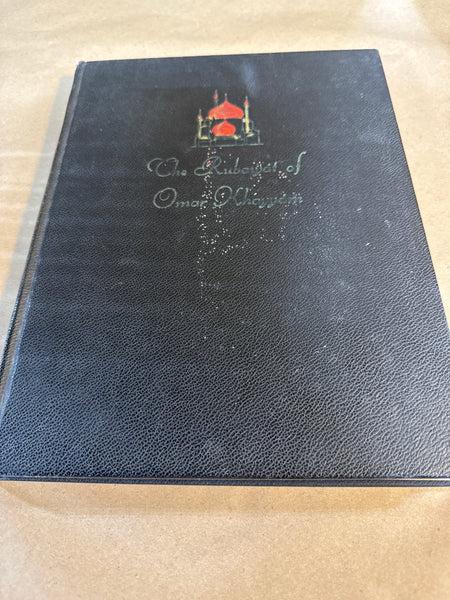 The Rubaiyat of
Omar Khayyam